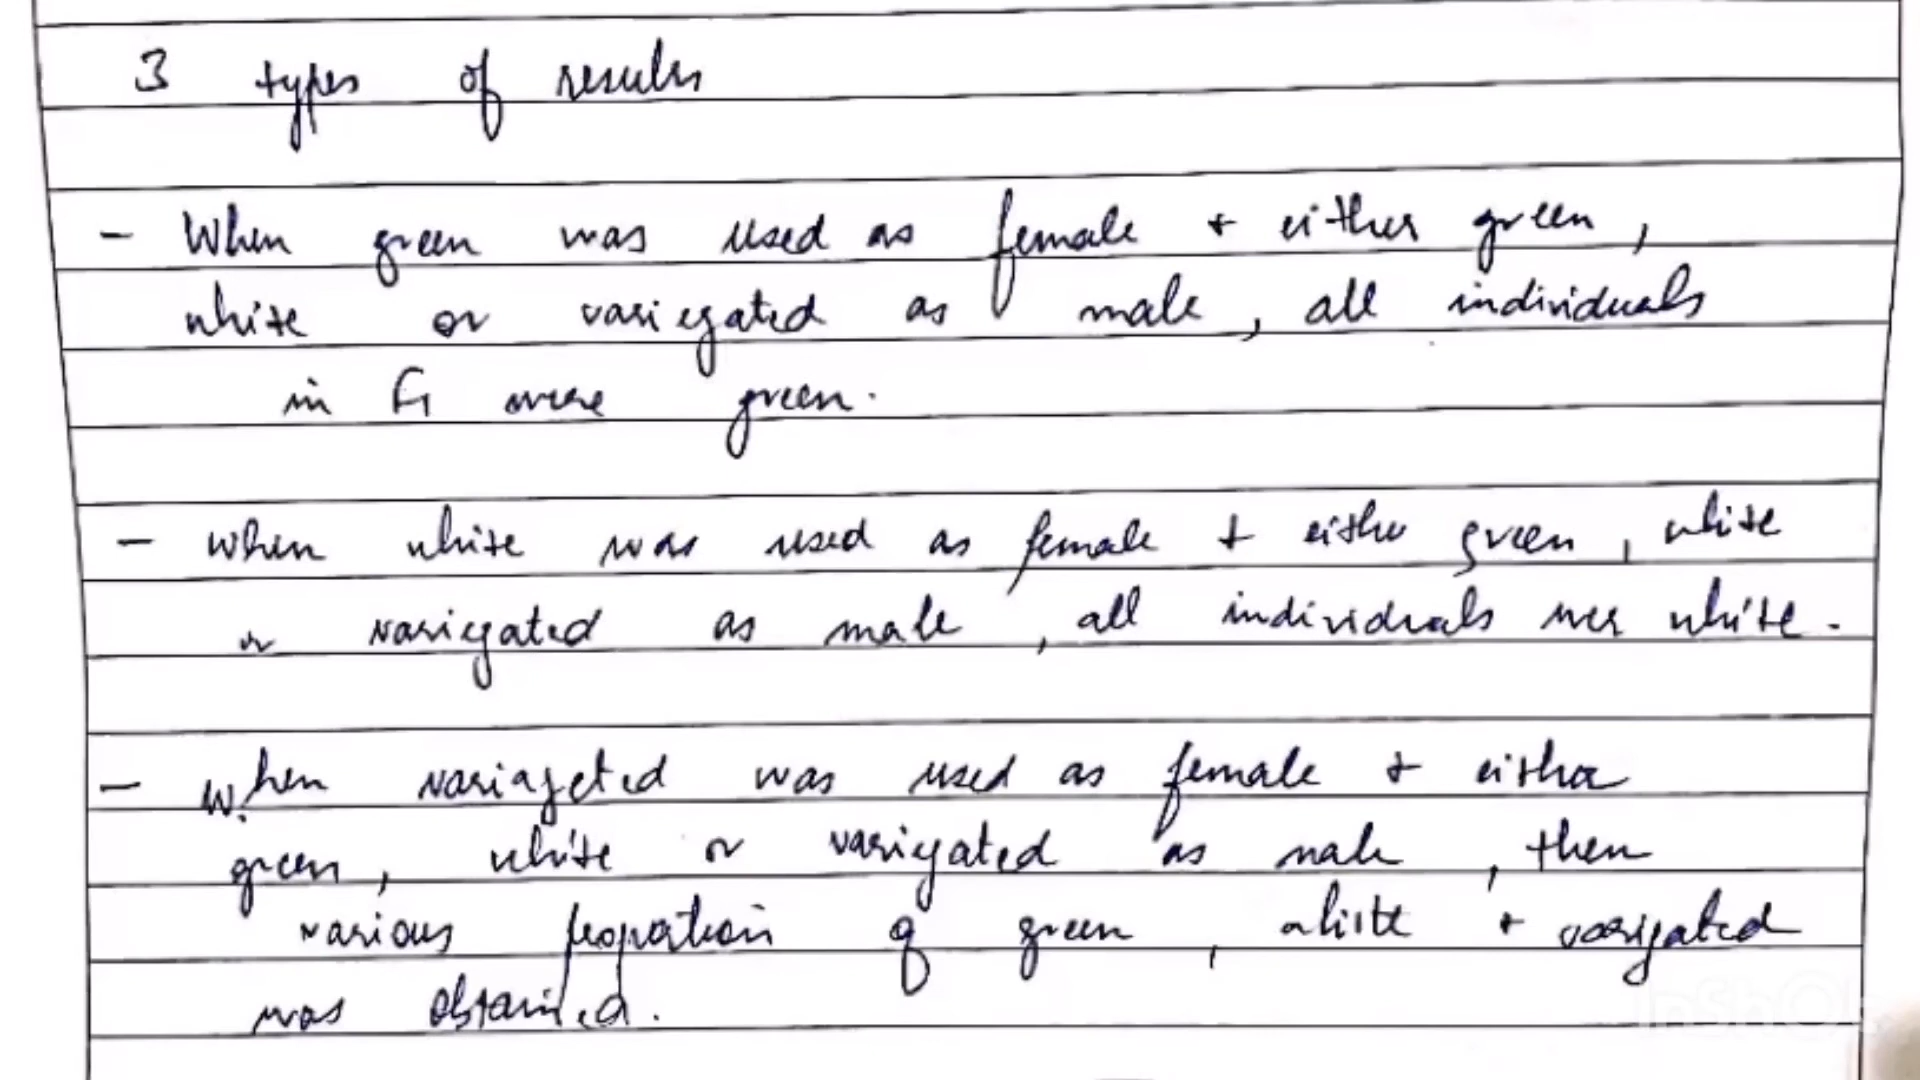 3 types of results
- When green was used as female + either green,
white or variegated as male, all individuals
in F1 were green.
- when white was used as female + either green, white
or variegated as male, all individuals were white.
- when variageted was used as female + either
green, white or variegated as male, then
various proportion of green, white + variegated
was obtained.
InShOt